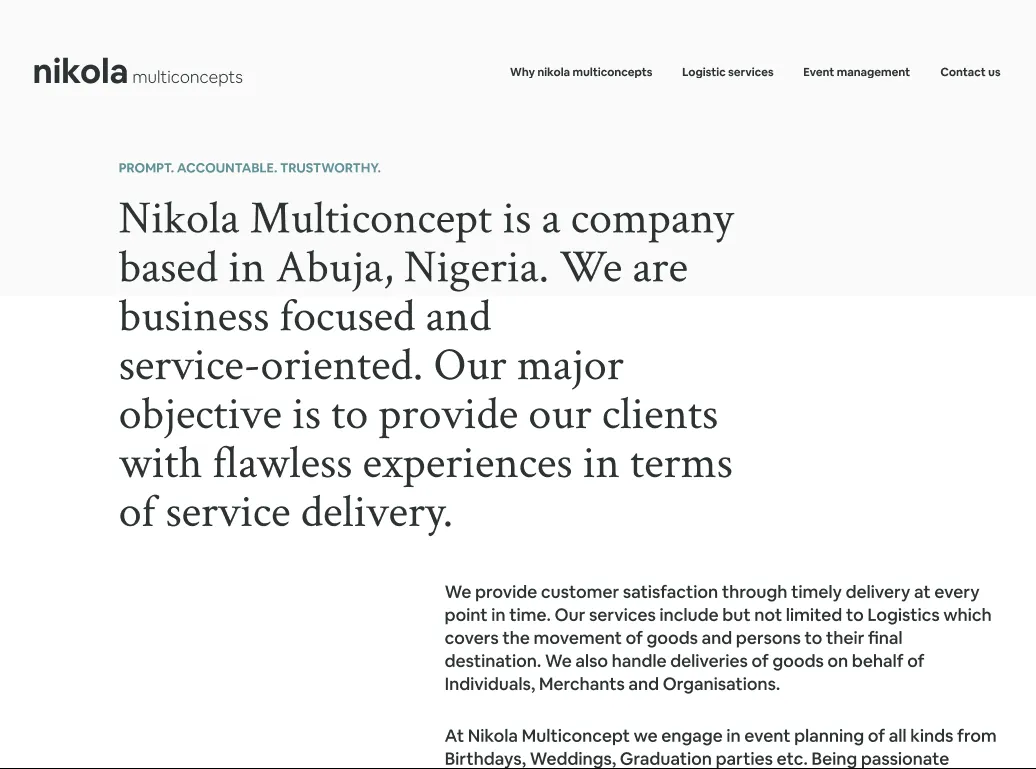 nikola multiconcepts
Why nikola multiconcepts
Logistic services
Event management
Contact us
PROMPT. ACCOUNTABLE. TRUSTWORTHY.
Nikola Multiconcept is a company
based in Abuja, Nigeria. We are
business focused and
service-oriented. Our major
objective is to provide our clients
with flawless experiences in terms
of service delivery.
We provide customer satisfaction through timely delivery at every
point in time. Our services include but not limited to Logistics which
covers the movement of goods and persons to their final
destination. We also handle deliveries of goods on behalf of
Individuals, Merchants and Organisations.
At Nikola Multiconcept we engage in event planning of all kinds from
Birthdays, Weddings, Graduation parties etc. Being passionate